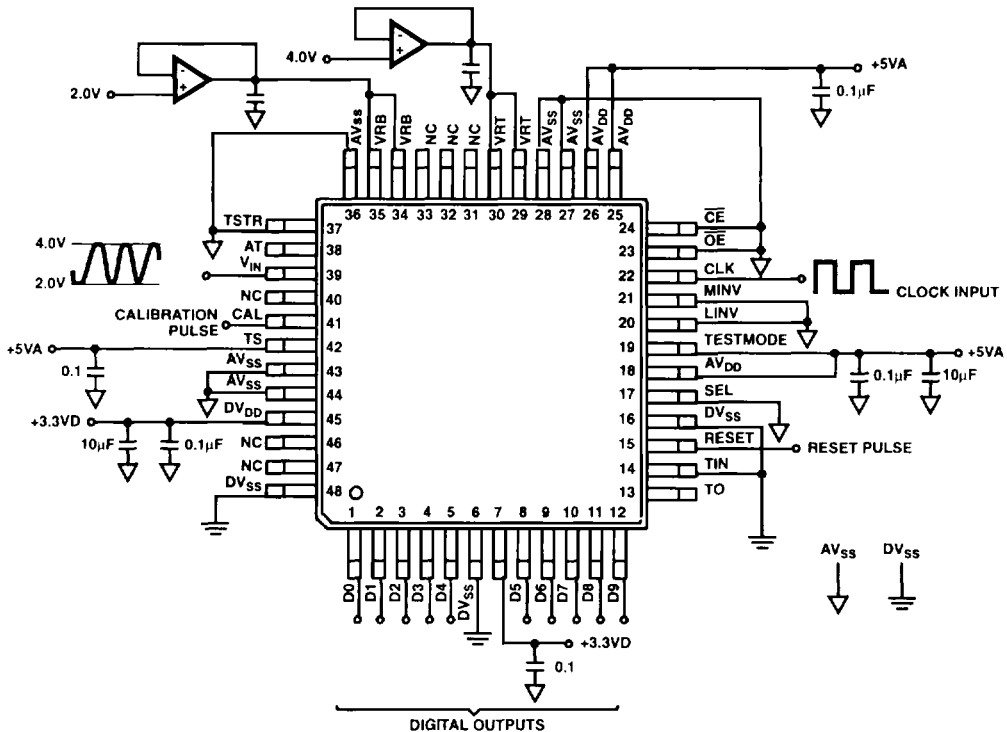 4.0V
2.0V
+5VA
0.1µF
AVSS
VRB
VRB
NC
NC
NC
VRT
VRT
AVSS
AVSS
AVDD
AVDD
36 35 34 33 32 31 30 29 28 27 26 25
TSTR 37
AT 38
VIN 39
NC 40
CAL 41
TS 42
AVSS 43
AVSS 44
DVDD 45
NC 46
NC 47
DVSS 48
4.0V
2.0V
CALIBRATION
PULSE
+5VA
0.1
+3.3VD
10µF
0.1µF
24 CE
23 OE
22 CLK
21 MINV
20 LINV
19 TESTMODE
18 AVDD
17 SEL
16 DVSS
15 RESET
14 TIN
13 TO
CLOCK INPUT
+5VA
0.1µF
10µF
RESET PULSE
1 2 3 4 5 6 7 8 9 10 11 12
D0
D1
D2
D3
D4
DVSS
D5
D6
D7
D8
D9
+3.3VD
0.1
AVSS
DVSS
DIGITAL OUTPUTS